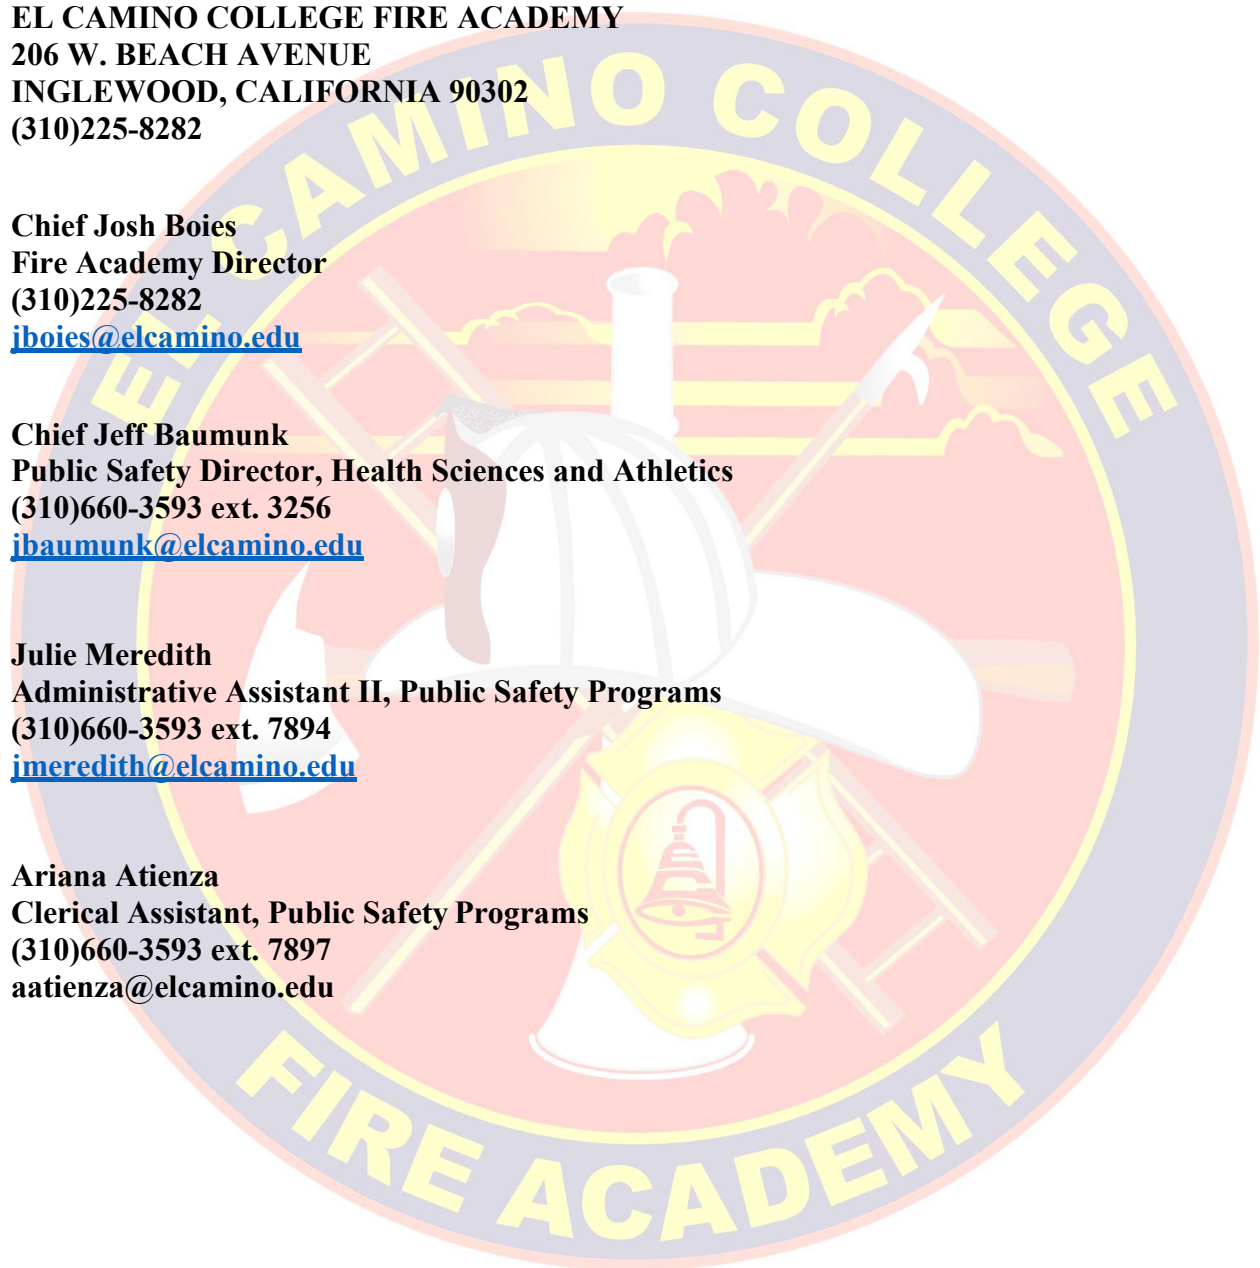 EL CAMINO COLLEGE FIRE ACADEMY
206 W. BEACH AVENUE
INGLEWOOD, CALIFORNIA 90302
(310)225-8282
Chief Josh Boies
Fire Academy Director
(310)225-8282
jboies@elcamino.edu
Chief Jeff Baumunk
Public Safety Director, Health Sciences and Athletics
(310)660-3593 ext. 3256
jbaumunk@elcamino.edu
Julie Meredith
Administrative Assistant II, Public Safety Programs
(310)660-3593 ext. 7894
jmeredith@elcamino.edu
Ariana Atienza
Clerical Assistant, Public Safety Programs
(310)660-3593 ext. 7897
aatienza@elcamino.edu
EL CAMINO COLLEGE
FIRE ACADEMY